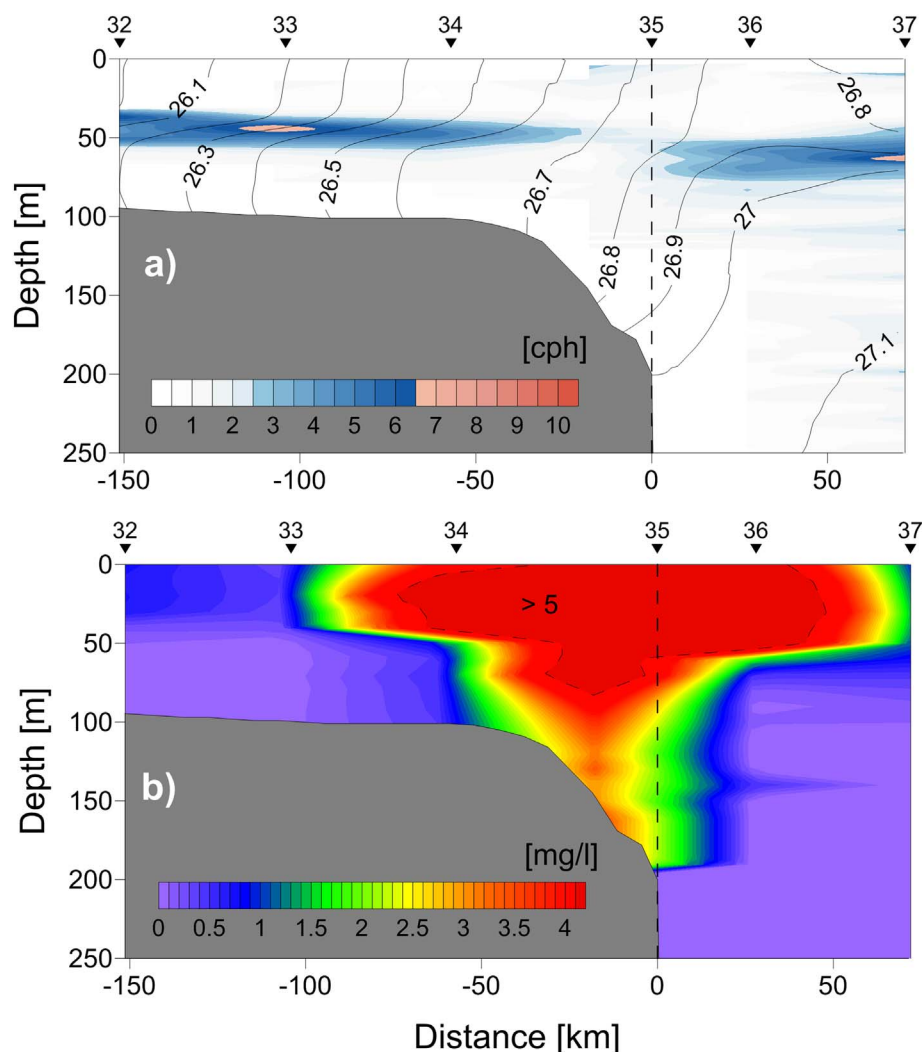 32 33 34 35 36 37
0
50
100
150
200
250
Depth [m]
26.1
26.3
26.5
26.7
26.8
26.9
27
26.8
27.1
a)
[cph]
0 1 2 3 4 5 6 7 8 9 10
-150 -100 -50 0 50
32 33 34 35 36 37
0
50
100
150
200
250
Depth [m]
> 5
b)
[mg/l]
0 0.5 1 1.5 2 2.5 3 3.5 4
-150 -100 -50 0 50
Distance [km]